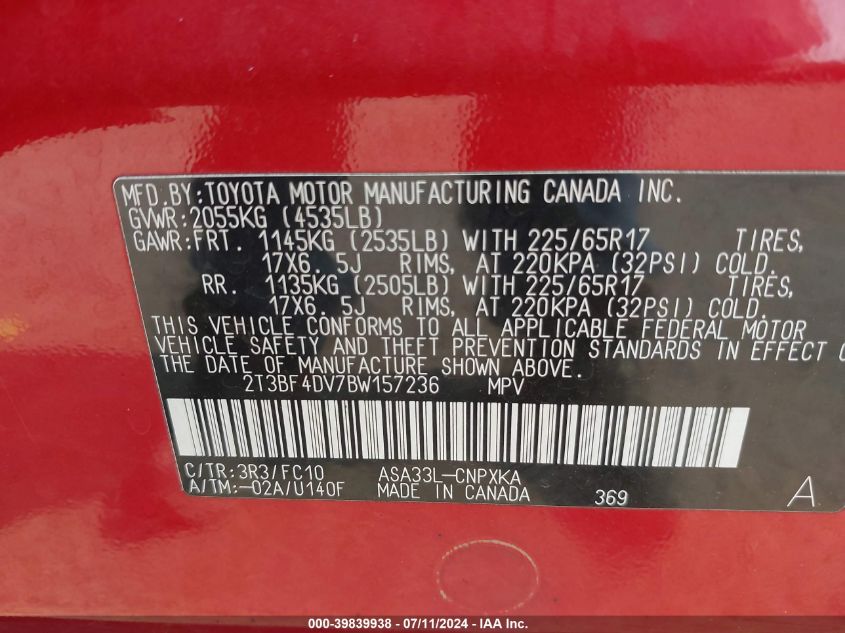 MFD.BY:TOYOTA MOTOR MANUFACTURING CANADA INC.
GVWR:2055KG (4535LB)
GAWR:FRT. 1145KG (2535LB) WITH 225/65R17 TIRES,
17X6. 5J RIMS, AT 220KPA (32PSI) COLD.
RR. 1135KG (2505LB) WITH 225/65R17 TIRES,
17X6. 5J RIMS, AT 220KPA (32PSI) COLD.
THIS VEHICLE CONFORMS TO ALL APPLICABLE FEDERAL MOTOR
VEHICLE SAFETY AND THEFT PREVENTION STANDARDS IN EFFECT
THE DATE OF MANUFACTURE SHOWN ABOVE.
2T3BF4DV7BW157236 MPV
C/TR:3R3/FC10 ASA33L-CNPXKA
A/TM:-02A/U140F MADE IN CANADA 369 A
000-39839938 - 07/11/2024 - IAA Inc.